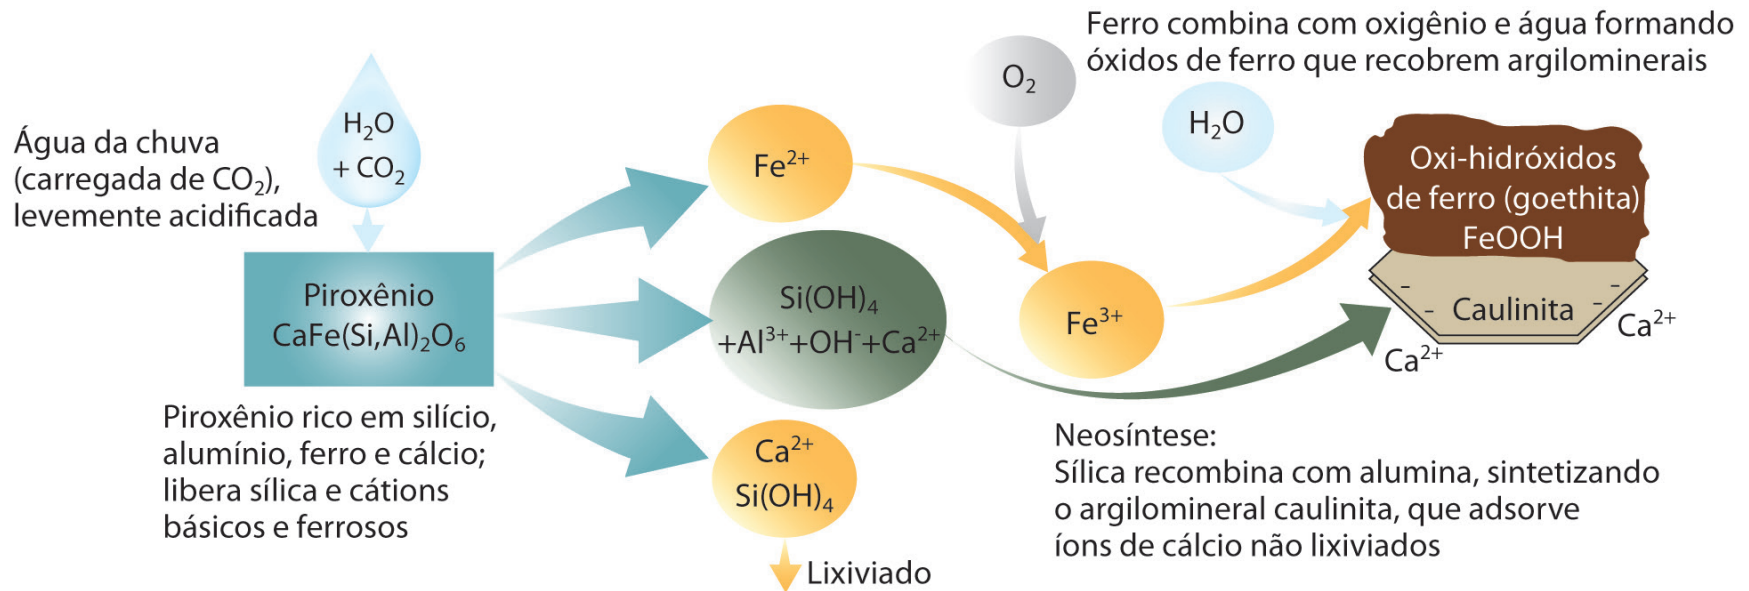 Água da chuva
(carregada de CO₂),
levemente acidificada
H₂O
+ CO₂
Piroxênio
CaFe(Si,Al)₂O₆
Piroxênio rico em silício,
alumínio, ferro e cálcio;
libera sílica e cátions
básicos e ferrosos
Fe²⁺
Si(OH)₄
+Al³⁺+OH⁻+Ca²⁺
Ca²⁺
Si(OH)₄
Lixiviado
O₂
Fe³⁺
Ferro combina com oxigênio e água formando
óxidos de ferro que recobrem argilominerais
H₂O
Oxi-hidróxidos
de ferro (goethita)
FeOOH
- - - - -
Caulinita
Ca²⁺
Ca²⁺
Neosíntese:
Sílica recombina com alumina, sintetizando
o argilomineral caulinita, que adsorve
íons de cálcio não lixiviados